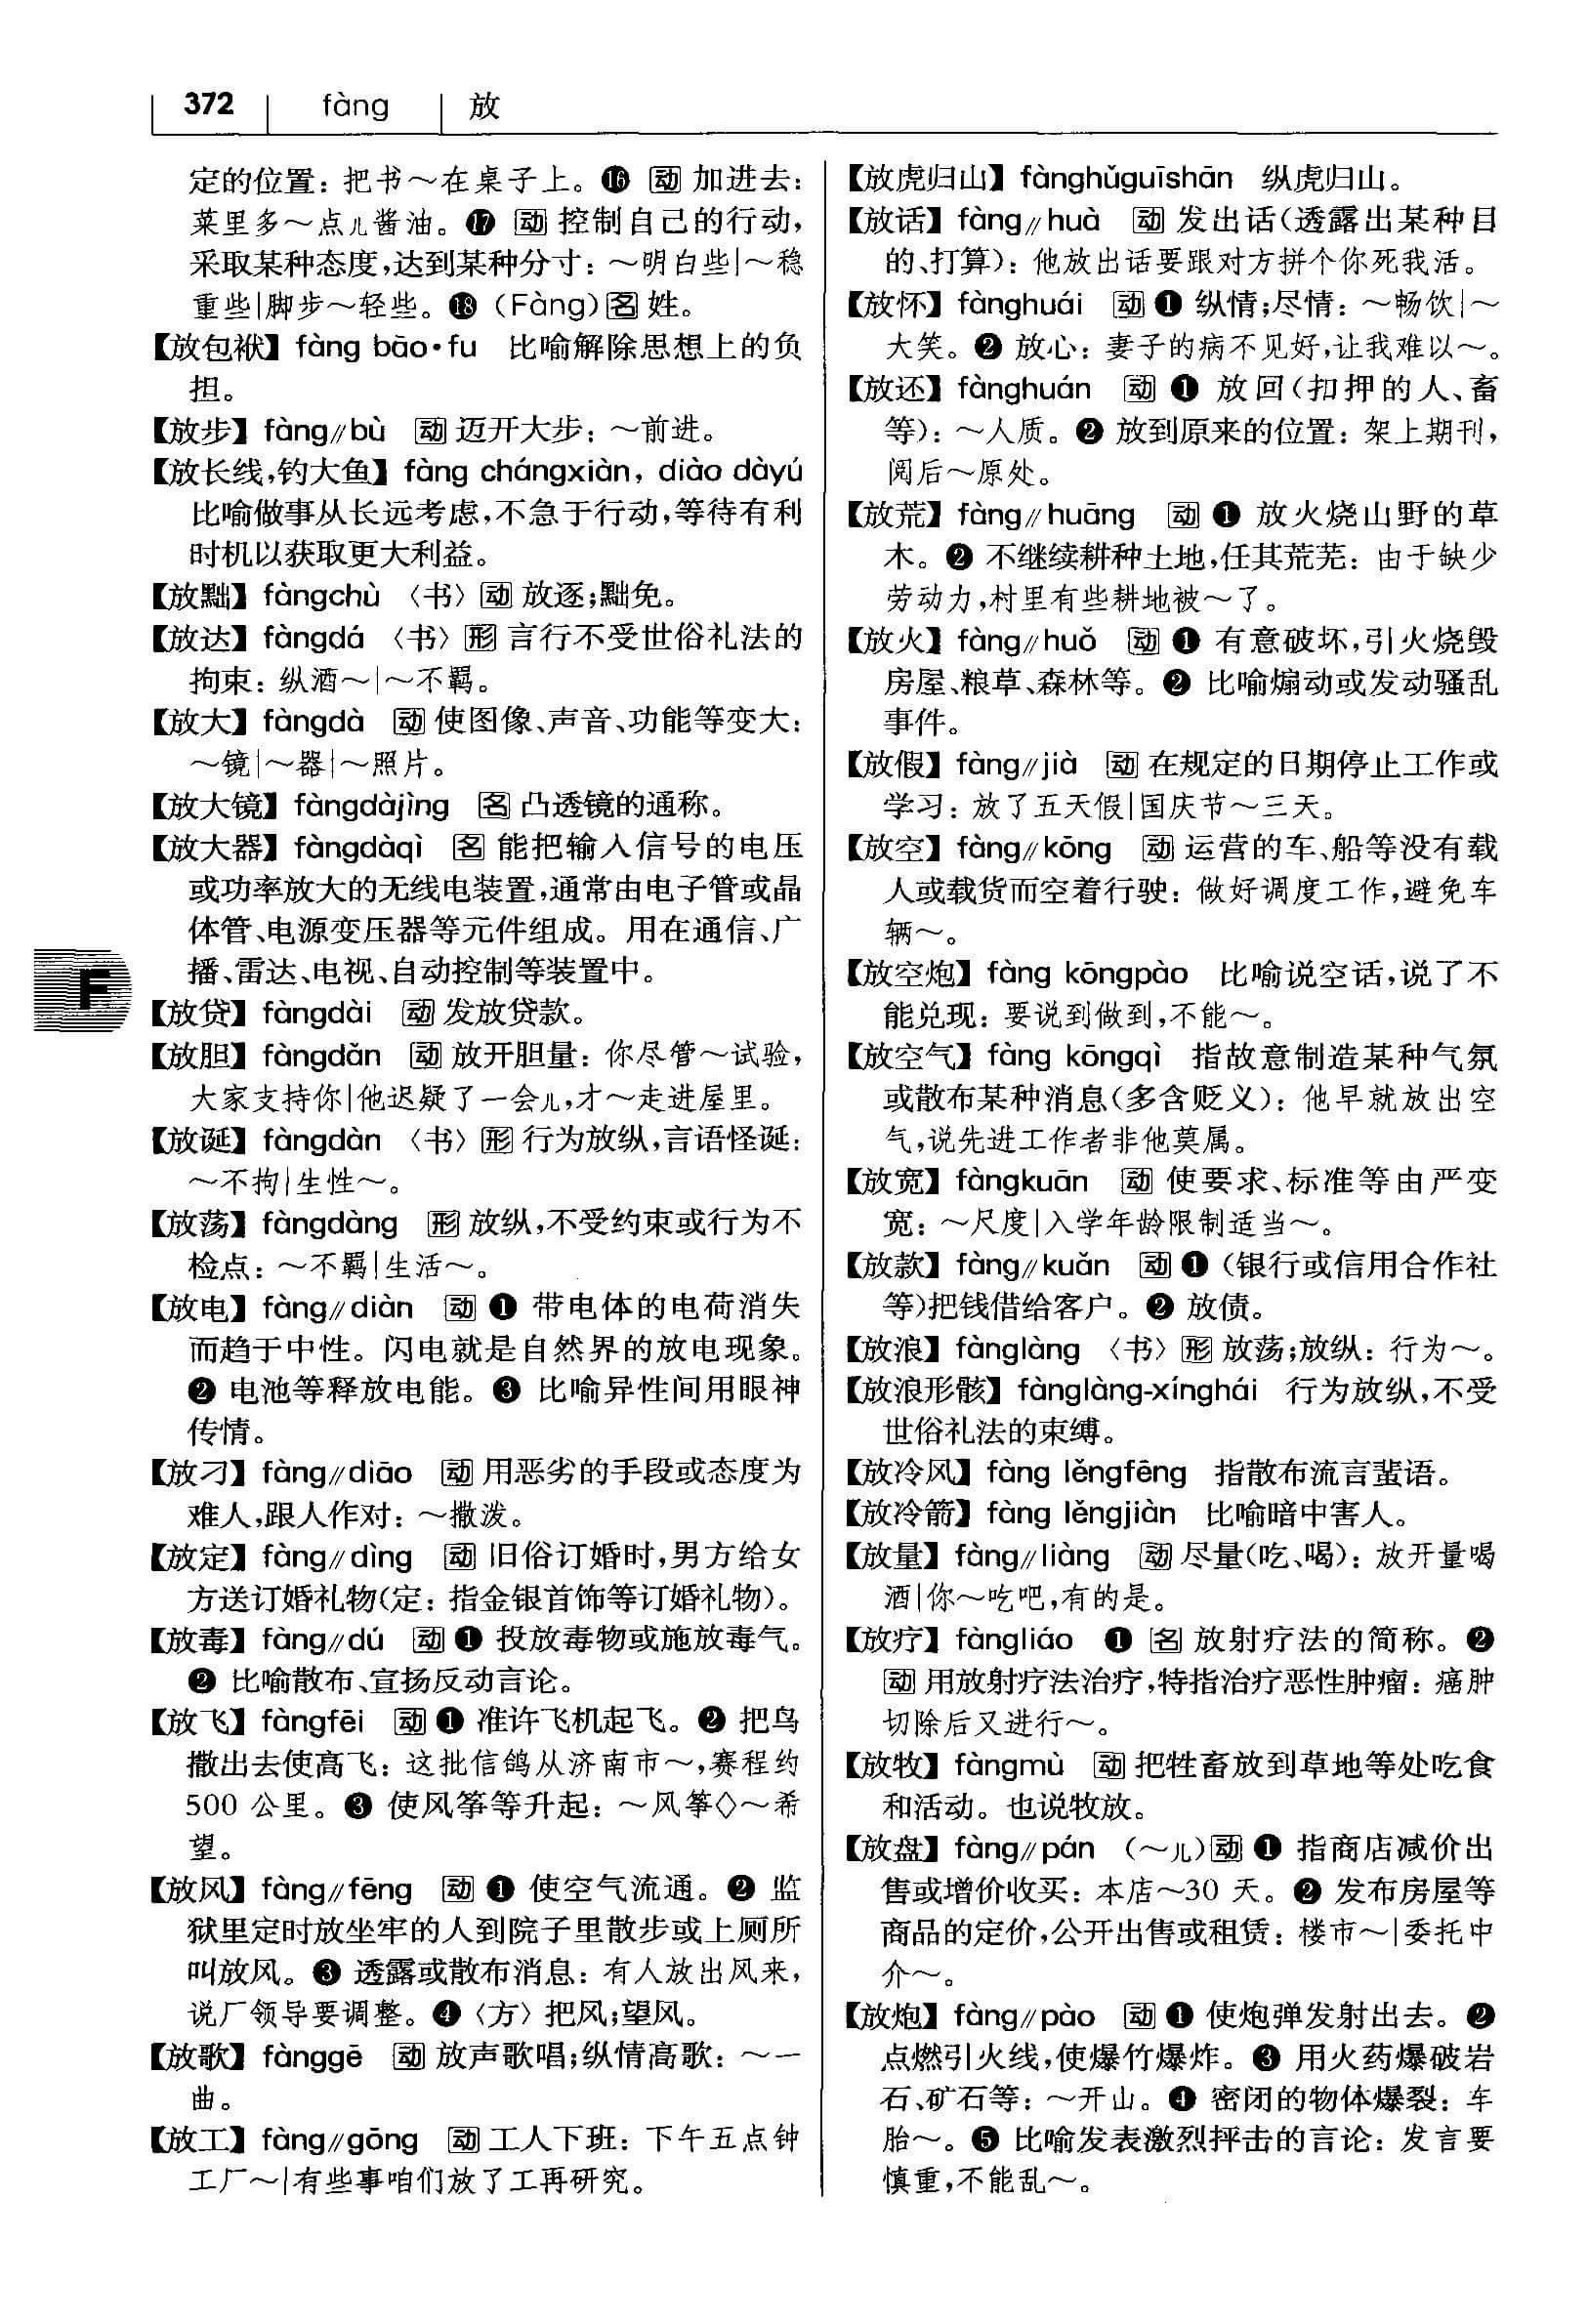 372 fàng 放
定的位置：把书～在桌子上。⓰ 动 加进去：
菜里多～点儿酱油。⓱ 动 控制自己的行动，
采取某种态度，达到某种分寸：～明白些|～稳
重些|脚步～轻些。⓲（Fàng）名 姓。
【放包袱】fàng bāo·fu 比喻解除思想上的负
担。
【放步】fàng//bù 动 迈开大步：～前进。
【放长线，钓大鱼】fàng chángxiàn，diào dàyú
比喻做事从长远考虑，不急于行动，等待有利
时机以获取更大利益。
【放黜】fàngchù 〈书〉动 放逐；黜免。
【放达】fàngdá 〈书〉形 言行不受世俗礼法的
拘束：纵酒～|～不羁。
【放大】fàngdà 动 使图像、声音、功能等变大：
～镜|～器|～照片。
【放大镜】fàngdàjìng 名 凸透镜的通称。
【放大器】fàngdàqì 名 能把输入信号的电压
或功率放大的无线电装置，通常由电子管或晶
体管、电源变压器等元件组成。用在通信、广
播、雷达、电视、自动控制等装置中。
F
【放贷】fàngdài 动 发放贷款。
【放胆】fàngdǎn 动 放开胆量：你尽管～试验，
大家支持你|他迟疑了一会儿，才～走进屋里。
【放诞】fàngdàn 〈书〉形 行为放纵，言语怪诞：
～不拘|生性～。
【放荡】fàngdàng 形 放纵，不受约束或行为不
检点：～不羁|生活～。
【放电】fàng//diàn 动 ❶ 带电体的电荷消失
而趋于中性。闪电就是自然界的放电现象。
❷ 电池等释放电能。❸ 比喻异性间用眼神
传情。
【放刁】fàng//diāo 动 用恶劣的手段或态度为
难人，跟人作对：～撒泼。
【放定】fàng//dìng 动 旧俗订婚时，男方给女
方送订婚礼物（定：指金银首饰等订婚礼物）。
【放毒】fàng//dú 动 ❶ 投放毒物或施放毒气。
❷ 比喻散布、宣扬反动言论。
【放飞】fàngfēi 动 ❶ 准许飞机起飞。❷ 把鸟
撒出去使高飞：这批信鸽从济南市～，赛程约
500 公里。❸ 使风筝等升起：～风筝◇～希
望。
【放风】fàng//fēng 动 ❶ 使空气流通。❷ 监
狱里定时放坐牢的人到院子里散步或上厕所
叫放风。❸ 透露或散布消息：有人放出风来，
说厂领导要调整。❹〈方〉把风；望风。
【放歌】fànggē 动 放声歌唱；纵情高歌：～一
曲。
【放工】fàng//gōng 动 工人下班：下午五点钟
工厂～|有些事咱们放了工再研究。
【放虎归山】fànghǔguīshān 纵虎归山。
【放话】fàng//huà 动 发出话（透露出某种目
的、打算）：他放出话要跟对方拼个你死我活。
【放怀】fànghuái 动 ❶ 纵情；尽情：～畅饮|～
大笑。❷ 放心：妻子的病不见好，让我难以～。
【放还】fànghuán 动 ❶ 放回（扣押的人、畜
等）：～人质。❷ 放到原来的位置：架上期刊，
阅后～原处。
【放荒】fàng//huāng 动 ❶ 放火烧山野的草
木。❷ 不继续耕种土地，任其荒芜：由于缺少
劳动力，村里有些耕地被～了。
【放火】fàng//huǒ 动 ❶ 有意破坏，引火烧毁
房屋、粮草、森林等。❷ 比喻煽动或发动骚乱
事件。
【放假】fàng//jià 动 在规定的日期停止工作或
学习：放了五天假|国庆节～三天。
【放空】fàng//kōng 动 运营的车、船等没有载
人或载货而空着行驶：做好调度工作，避免车
辆～。
【放空炮】fàng kōngpào 比喻说空话，说了不
能兑现：要说到做到，不能～。
【放空气】fàng kōngqì 指故意制造某种气氛
或散布某种消息（多含贬义）：他早就放出空
气，说先进工作者非他莫属。
【放宽】fàngkuān 动 使要求、标准等由严变
宽：～尺度|入学年龄限制适当～。
【放款】fàng//kuǎn 动 ❶（银行或信用合作社
等）把钱借给客户。❷ 放债。
【放浪】fànglàng 〈书〉形 放荡；放纵：行为～。
【放浪形骸】fànglàng-xínghái 行为放纵，不受
世俗礼法的束缚。
【放冷风】fàng lěngfēng 指散布流言蜚语。
【放冷箭】fàng lěngjiàn 比喻暗中害人。
【放量】fàng//liàng 动 尽量（吃、喝）：放开量喝
酒|你～吃吧，有的是。
【放疗】fàngliáo ❶ 名 放射疗法的简称。❷
动 用放射疗法治疗，特指治疗恶性肿瘤：癌肿
切除后又进行～。
【放牧】fàngmù 动 把牲畜放到草地等处吃食
和活动。也说牧放。
【放盘】fàng//pán （～儿）动 ❶ 指商店减价出
售或增价收买：本店～30 天。❷ 发布房屋等
商品的定价，公开出售或租赁：楼市～|委托中
介～。
【放炮】fàng//pào 动 ❶ 使炮弹发射出去。❷
点燃引火线，使爆竹爆炸。❸ 用火药爆破岩
石、矿石等：～开山。❹ 密闭的物体爆裂：车
胎～。❺ 比喻发表激烈抨击的言论：发言要
慎重，不能乱～。